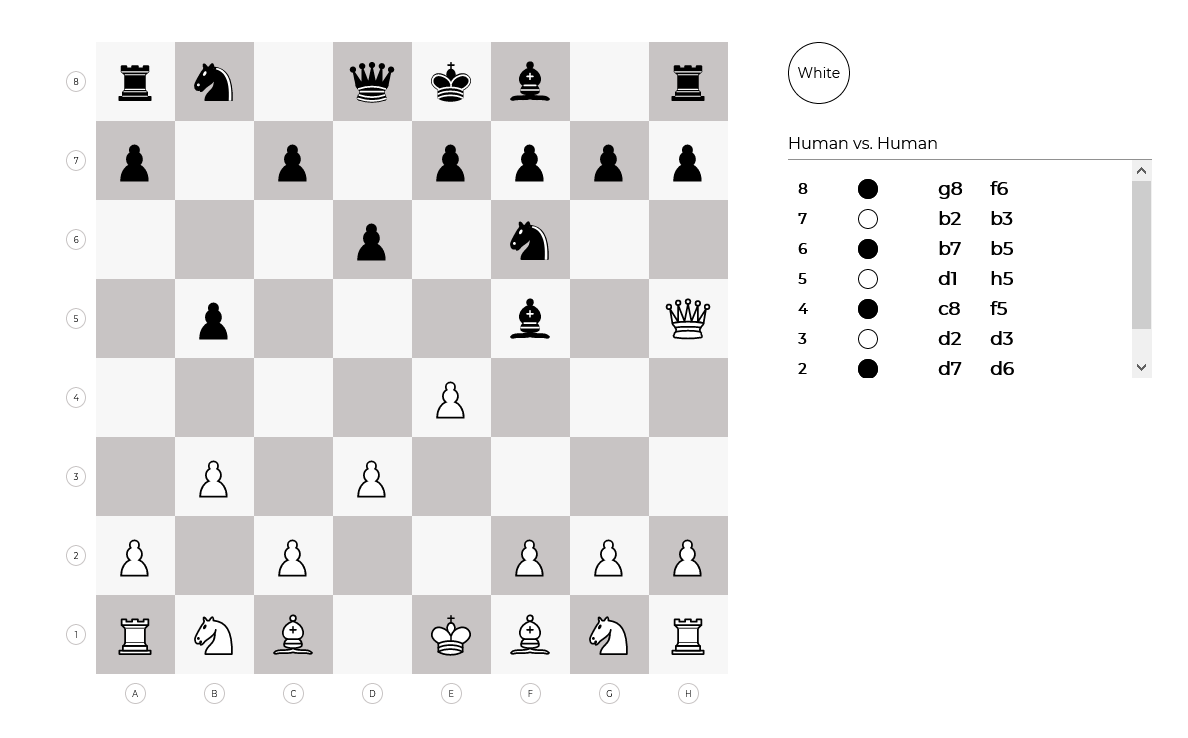 8
7
6
5
4
3
2
1
A B C D E F G H
White
Human vs. Human
8 g8 f6
7 b2 b3
6 b7 b5
5 d1 h5
4 c8 f5
3 d2 d3
2 d7 d6